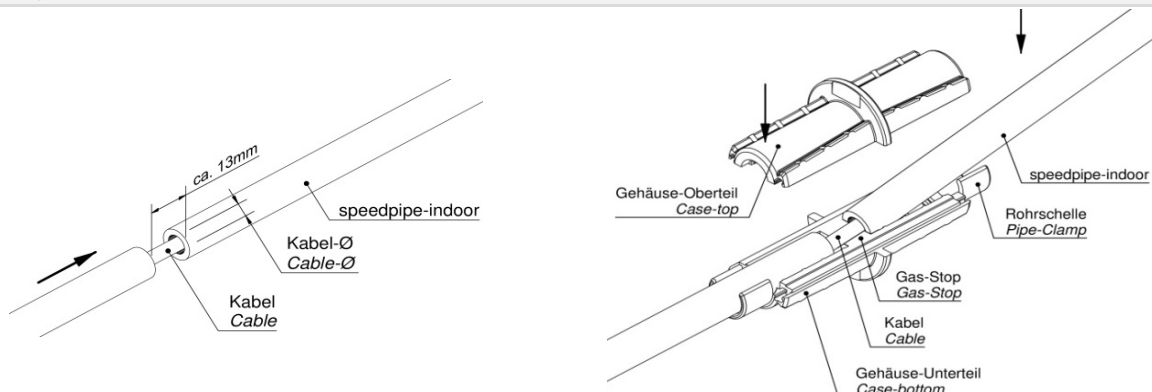 ca. 13mm
speedpipe-indoor
Kabel-Ø
Cable-Ø
Kabel
Cable
Gehäuse-Oberteil
Case-top
speedpipe-indoor
Rohrschelle
Pipe-Clamp
Gas-Stop
Gas-Stop
Kabel
Cable
Gehäuse-Unterteil
Case-bottom